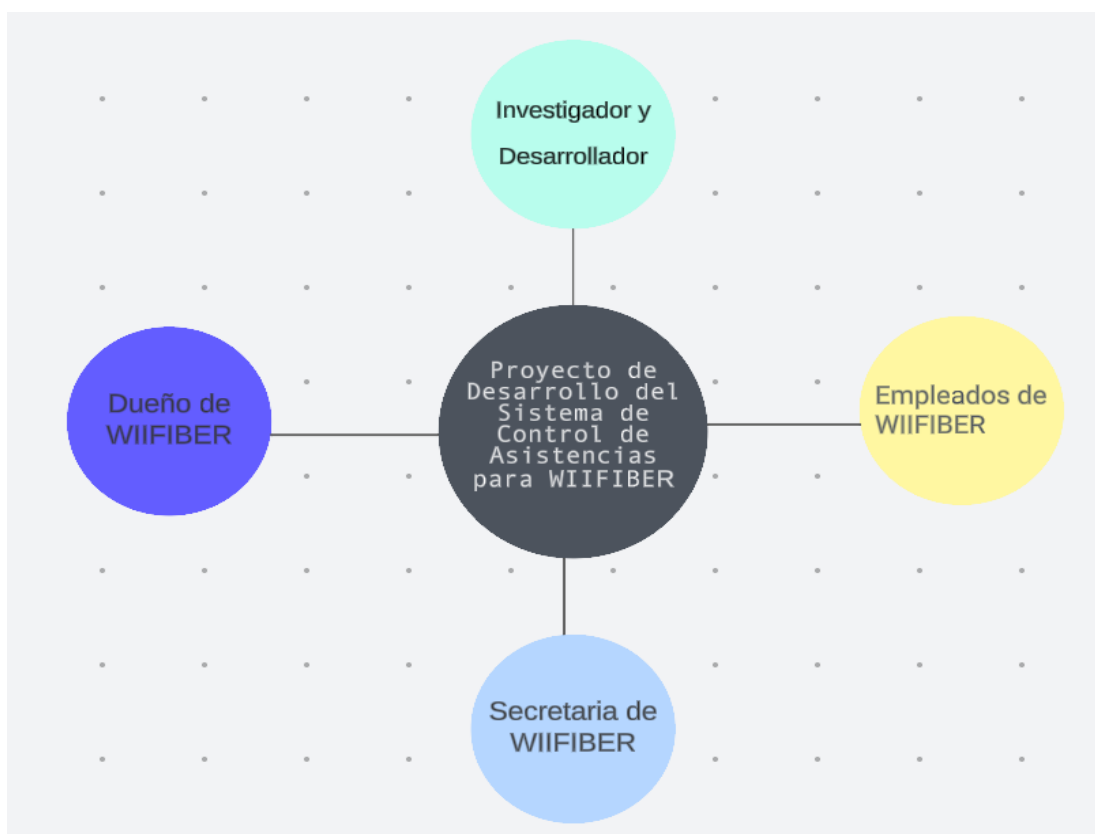 Investigador y
Desarrollador
Proyecto de
Desarrollo del
Sistema de
Control de
Asistencias
para WIIFIBER
Dueño de
WIIFIBER
Empleados de
WIIFIBER
Secretaria de
WIIFIBER